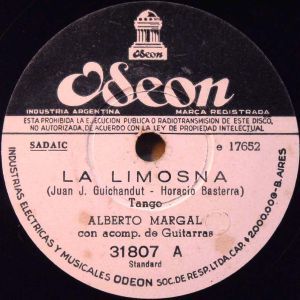 ODEON
Odeon
INDUSTRIA ARGENTINA
MARCA REGISTRADA
ESTA PROHIBIDA LA EJECUCION PUBLICA O RADIOTRANSMISION DE ESTE DISCO,
NO AUTORIZADA, DE ACUERDO CON LA LEY DE PROPIEDAD INTELECTUAL
SADAIC
e 17652
LA LIMOSNA
(Juan J. Guichandut - Horacio Basterra)
Tango
ALBERTO MARGAL
con acomp. de Guitarras
31807 A
Standard
INDUSTRIAS ELECTRICAS Y MUSICALES ODEON SOC. DE RESP. LTDA. CAP. $2.000.000-B. AIRES